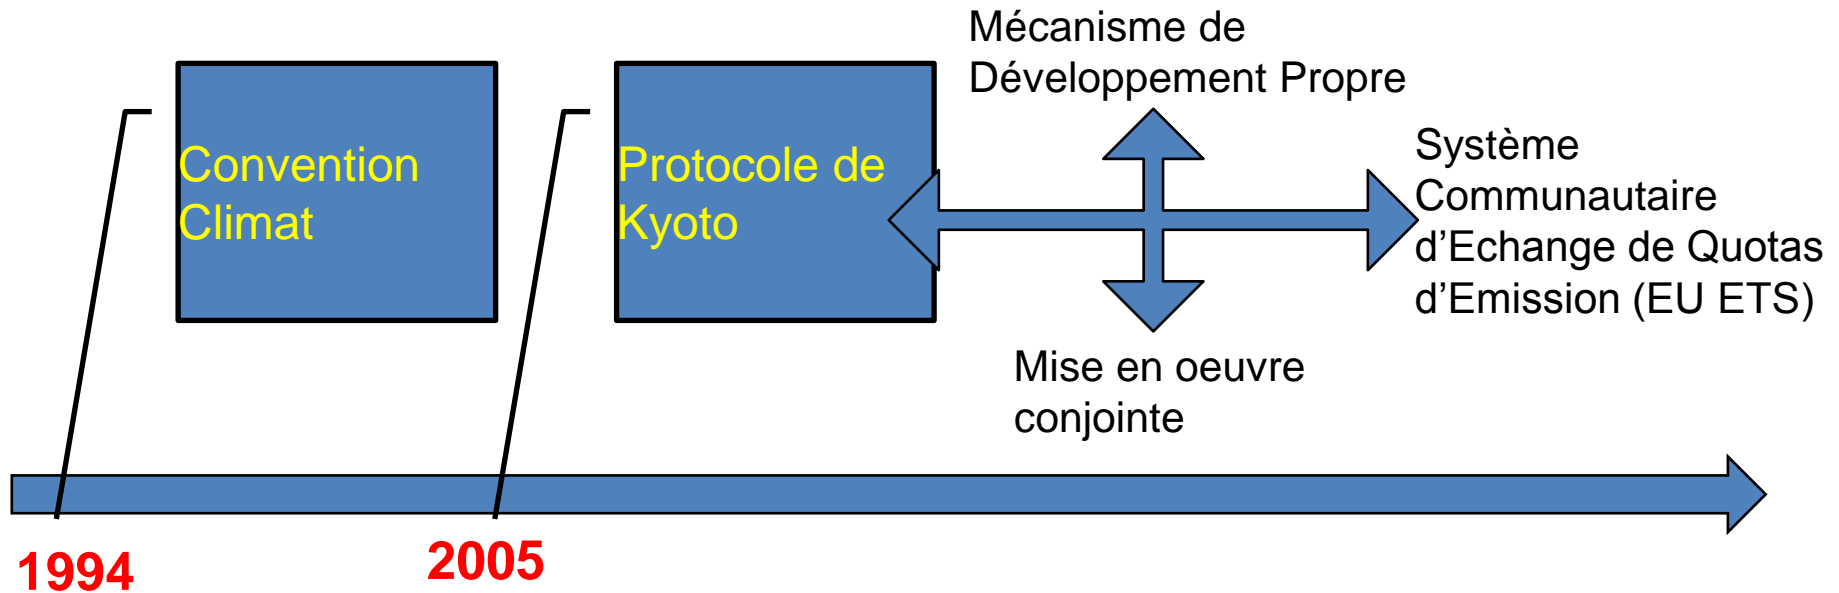 Mécanisme de
Développement Propre
Convention
Climat
Protocole de
Kyoto
Système
Communautaire
d’Echange de Quotas
d’Emission (EU ETS)
Mise en oeuvre
conjointe
1994
2005